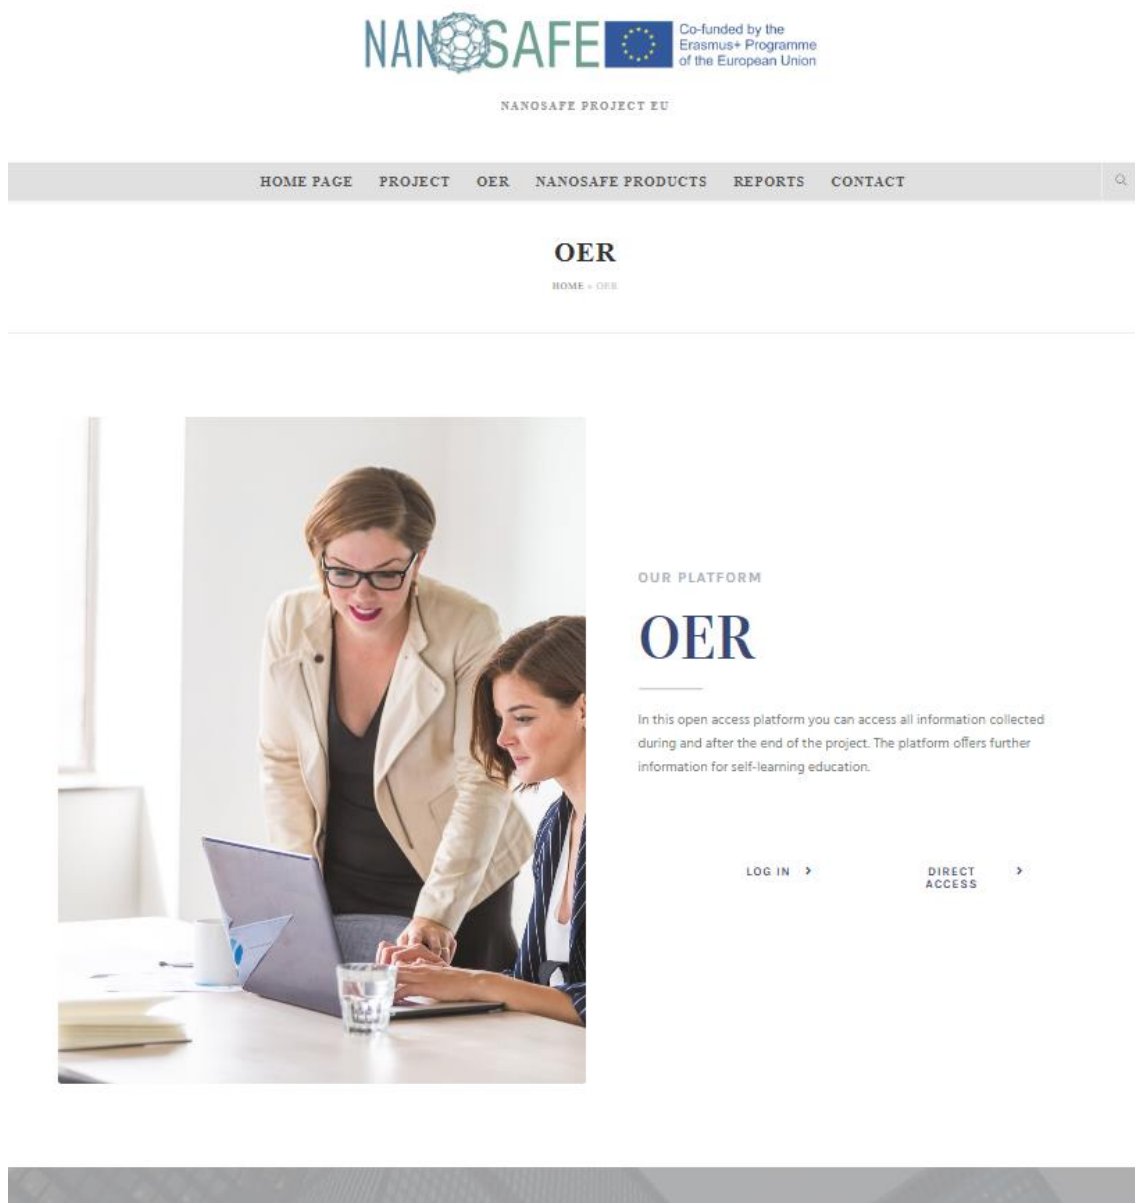 NANOSAFE
Co-funded by the
Erasmus+ Programme
of the European Union
NANOSAFE PROJECT EU
HOME PAGE PROJECT OER NANOSAFE PRODUCTS REPORTS CONTACT
OER
HOME » OER
OUR PLATFORM
OER
In this open access platform you can access all information collected
during and after the end of the project. The platform offers further
information for self-learning education.
LOG IN
DIRECT
ACCESS